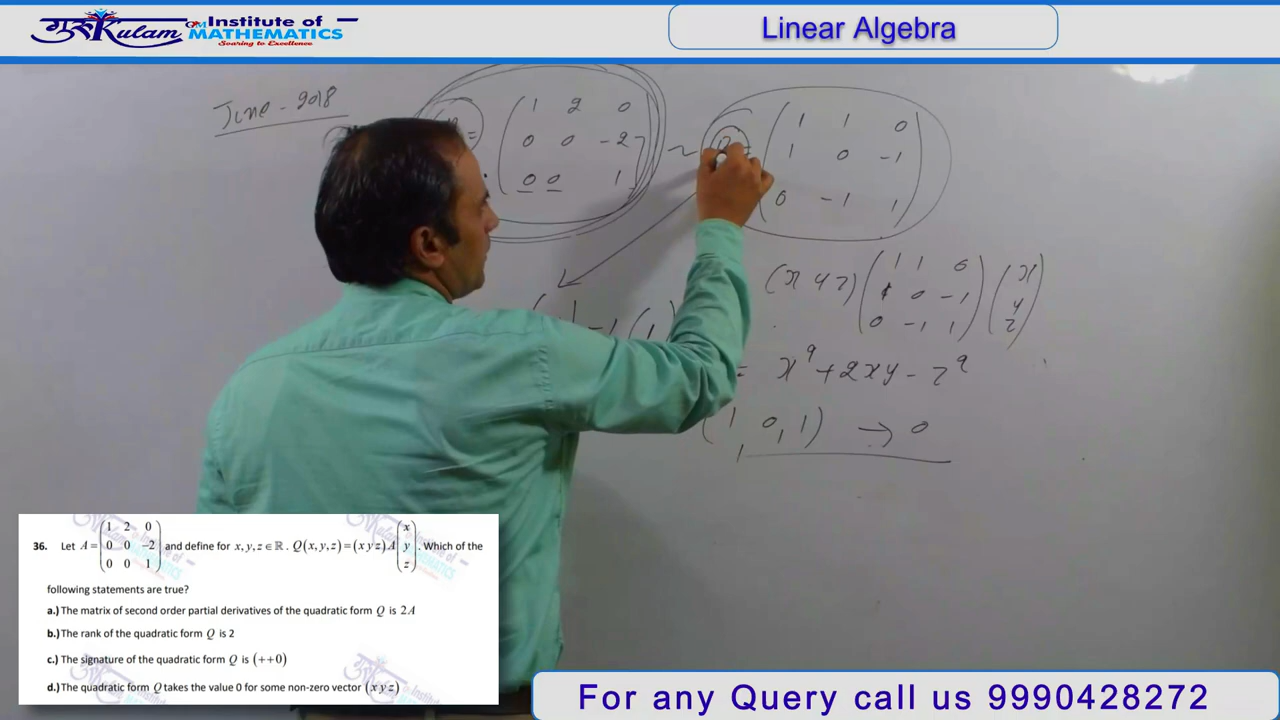 गुरुKulam GIM Institute of
MATHEMATICS
Soaring to Excellence
Linear Algebra
June - 2018
= ( 1 2 0
0 0 -2
0 0 1 )
~
= ( 1 1 0
1 0 -1
0 -1 1 )
(x y z) ( 1 1 0
1 0 -1
0 -1 1 ) ( x
y
z )
= x² + 2xy - z²
(1, 0, 1) → 0
36. Let A = ( 1 2 0
0 0 -2
0 0 1 ) and define for x, y, z ∈ ℝ. Q(x, y, z) = (x y z) A ( x
y
z ). Which of the
following statements are true?
a.) The matrix of second order partial derivatives of the quadratic form Q is 2A
b.) The rank of the quadratic form Q is 2
c.) The signature of the quadratic form Q is (++0)
d.) The quadratic form Q takes the value 0 for some non-zero vector (x y z)
For any Query call us 9990428272